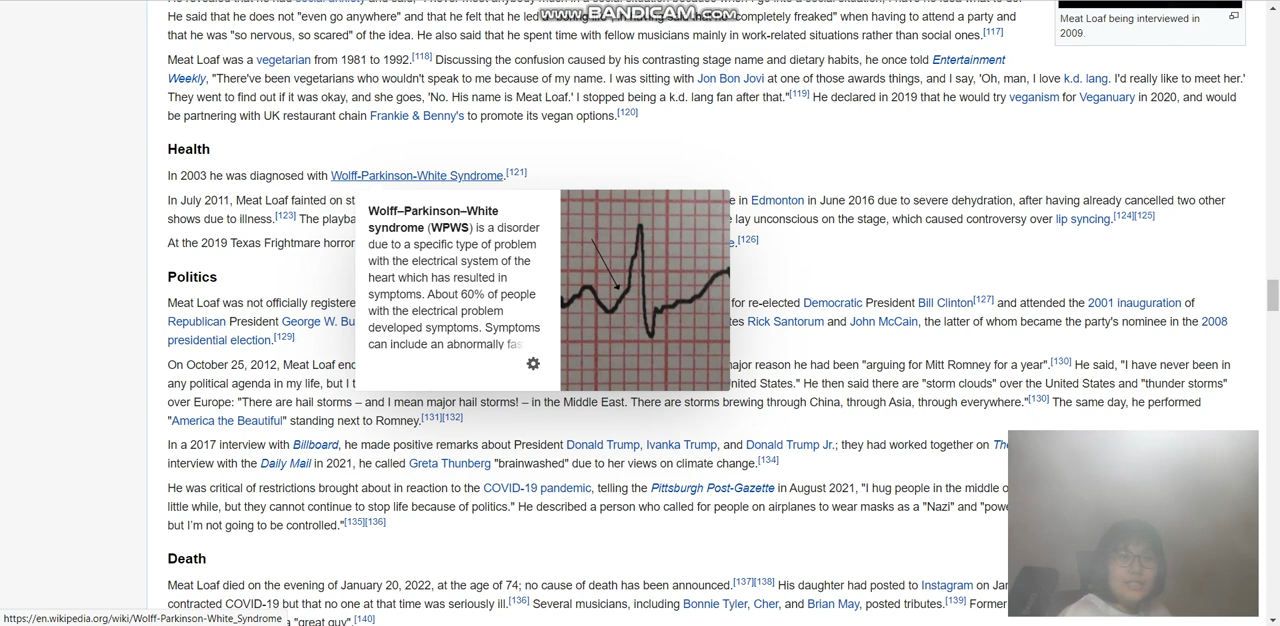 He revealed that he had social anxiety and said,
www.BANDICAM.com
He said that he does not "even go anywhere" and that he felt that he led completely freaked" when having to attend a party and
that he was "so nervous, so scared" of the idea. He also said that he spent time with fellow musicians mainly in work-related situations rather than social ones.[117]
Meat Loaf being interviewed in
2009.
Meat Loaf was a vegetarian from 1981 to 1992.[118] Discussing the confusion caused by his contrasting stage name and dietary habits, he once told Entertainment
Weekly, "There've been vegetarians who wouldn't speak to me because of my name. I was sitting with Jon Bon Jovi at one of those awards things, and I say, 'Oh, man, I love k.d. lang. I'd really like to meet her.'
They went to find out if it was okay, and she goes, 'No. His name is Meat Loaf.' I stopped being a k.d. lang fan after that."[119] He declared in 2019 that he would try veganism for Veganuary in 2020, and would
be partnering with UK restaurant chain Frankie & Benny's to promote its vegan options.[120]
Health
In 2003 he was diagnosed with Wolff-Parkinson-White Syndrome.[121]
In July 2011, Meat Loaf fainted on st e in Edmonton in June 2016 due to severe dehydration, after having already cancelled two other
shows due to illness.[123] The playba lay unconscious on the stage, which caused controversy over lip syncing.[124][125]
At the 2019 Texas Frightmare horror e.[126]
Wolff–Parkinson–White
syndrome (WPWS) is a disorder
due to a specific type of problem
with the electrical system of the
heart which has resulted in
symptoms. About 60% of people
with the electrical problem
developed symptoms. Symptoms
can include an abnormally fas
Politics
Meat Loaf was not officially registere for re-elected Democratic President Bill Clinton[127] and attended the 2001 inauguration of
Republican President George W. Bu tes Rick Santorum and John McCain, the latter of whom became the party's nominee in the 2008
presidential election.[129]
On October 25, 2012, Meat Loaf enc major reason he had been "arguing for Mitt Romney for a year".[130] He said, "I have never been in
any political agenda in my life, but I t nited States." He then said there are "storm clouds" over the United States and "thunder storms"
over Europe: "There are hail storms – and I mean major hail storms! – in the Middle East. There are storms brewing through China, through Asia, through everywhere."[130] The same day, he performed
"America the Beautiful" standing next to Romney.[131][132]
In a 2017 interview with Billboard, he made positive remarks about President Donald Trump, Ivanka Trump, and Donald Trump Jr.; they had worked together on The
interview with the Daily Mail in 2021, he called Greta Thunberg "brainwashed" due to her views on climate change.[134]
He was critical of restrictions brought about in reaction to the COVID-19 pandemic, telling the Pittsburgh Post-Gazette in August 2021, "I hug people in the middle o
little while, but they cannot continue to stop life because of politics." He described a person who called for people on airplanes to wear masks as a "Nazi" and "powe
but I'm not going to be controlled."[135][136]
Death
Meat Loaf died on the evening of January 20, 2022, at the age of 74; no cause of death has been announced.[137][138] His daughter had posted to Instagram on Jan
contracted COVID-19 but that no one at that time was seriously ill.[136] Several musicians, including Bonnie Tyler, Cher, and Brian May, posted tributes.[139] Former
https://en.wikipedia.org/wiki/Wolff-Parkinson-White_Syndrome a "great guy".[140]